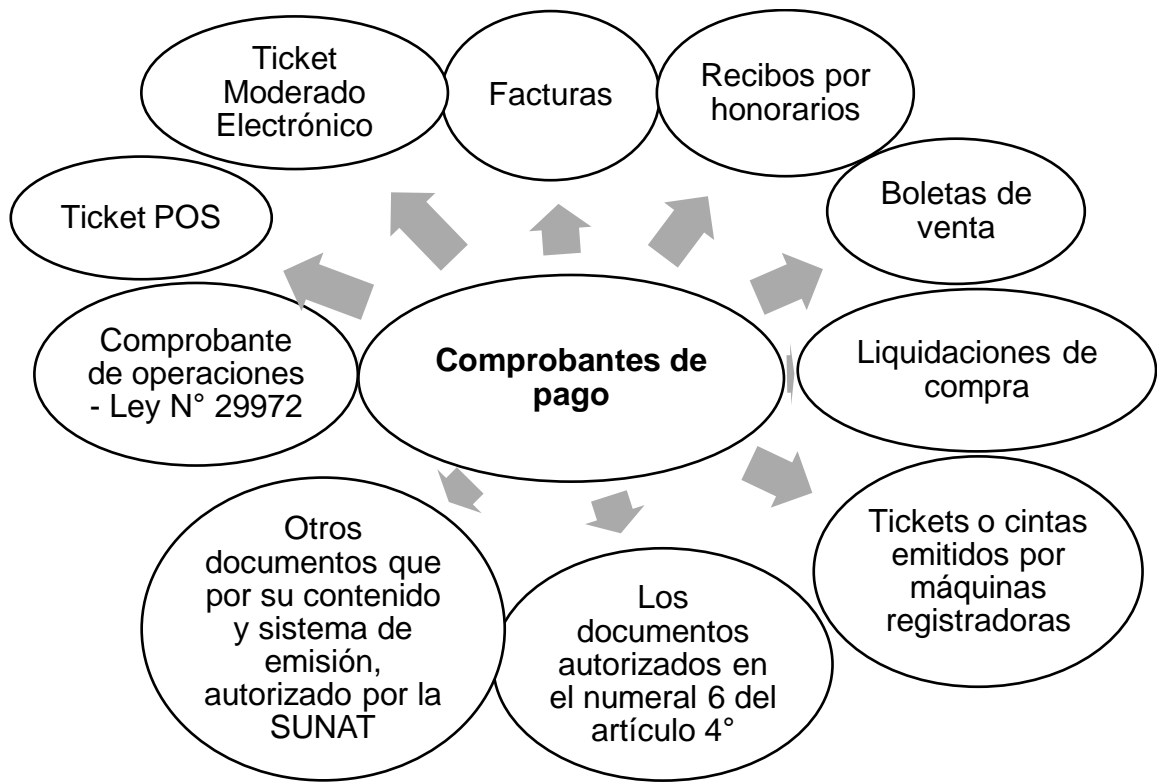 Ticket
Moderado
Electrónico
Facturas
Recibos por
honorarios
Ticket POS
Boletas de
venta
Comprobante
de operaciones
- Ley N° 29972
Comprobantes de
pago
Liquidaciones de
compra
Otros
documentos que
por su contenido
y sistema de
emisión,
autorizado por la
SUNAT
Los
documentos
autorizados en
el numeral 6 del
artículo 4°
Tickets o cintas
emitidos por
máquinas
registradoras